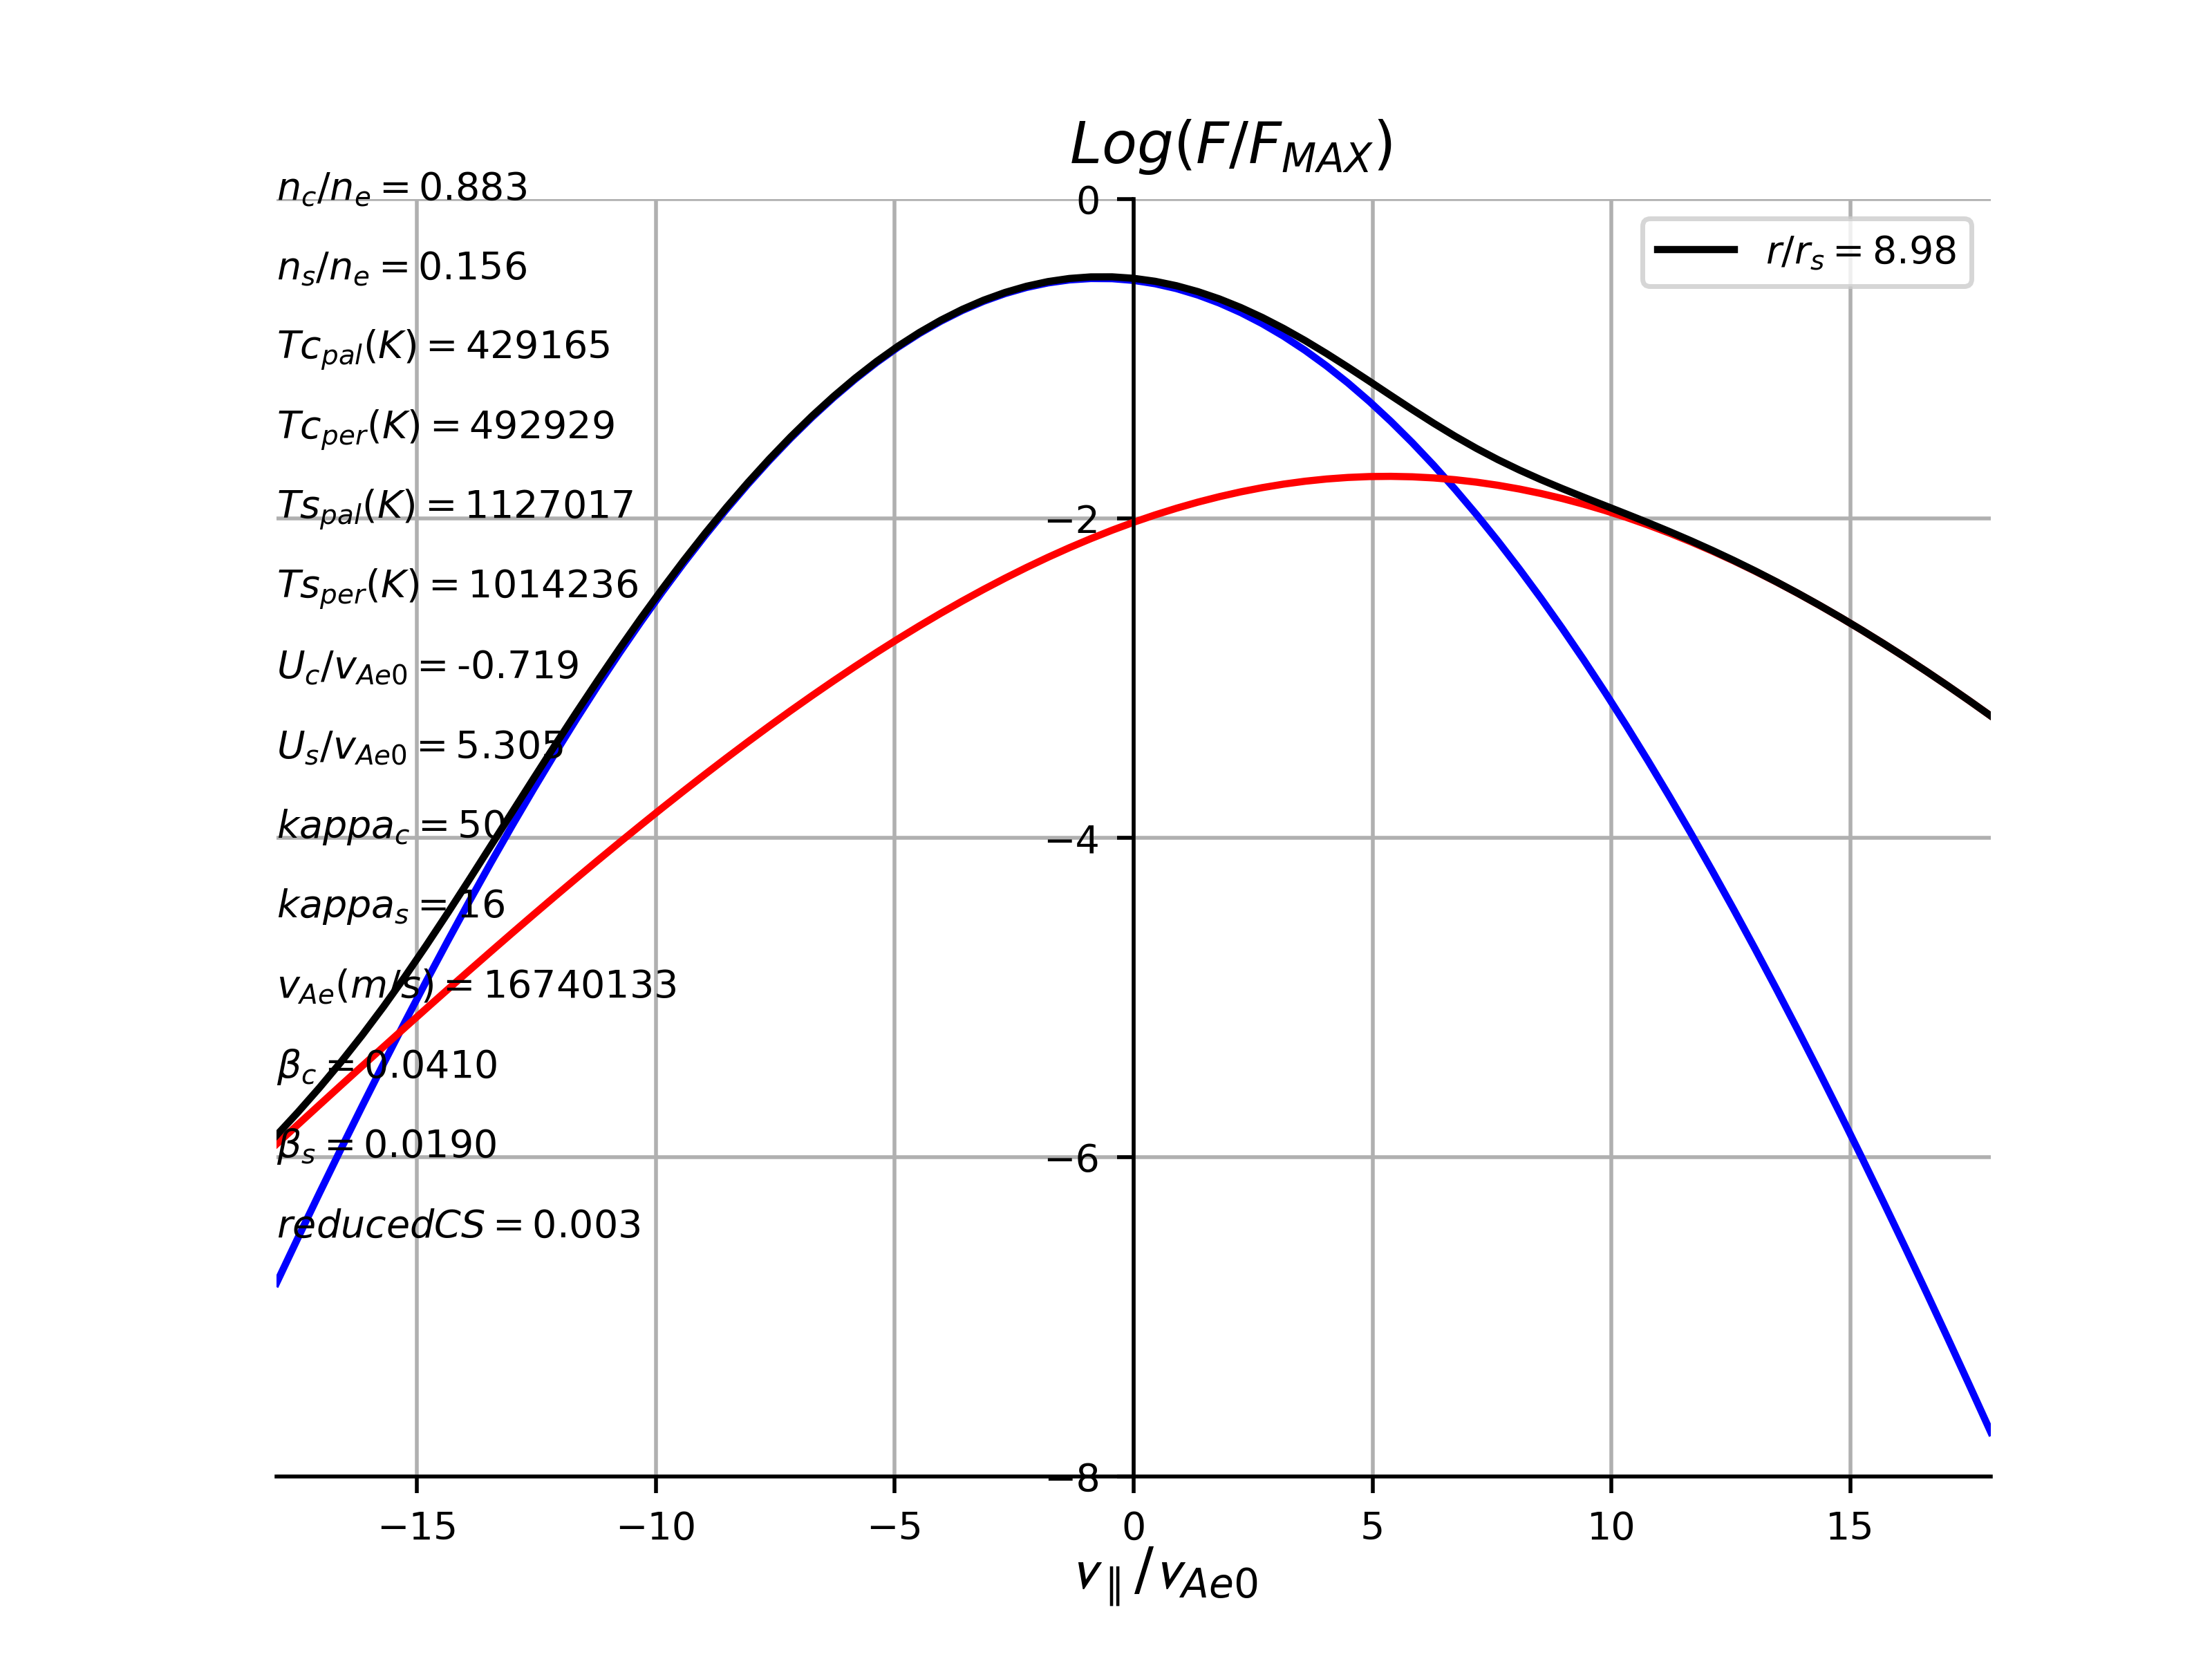 Log(F/F_MAX)
n_c/n_e = 0.883
n_s/n_e = 0.156
Tc_pal(K) = 429165
Tc_per(K) = 492929
Ts_pal(K) = 1127017
Ts_per(K) = 1014236
U_c/v_Ae0 = -0.719
U_s/v_Ae0 = 5.305
kappa_c = 50
kappa_s = 16
v_Ae(m/s) = 16740133
β_c = 0.0410
β_s = 0.0190
reducedCS = 0.003
r/r_s = 8.98
0
−2
−4
−6
−8
−15 −10 −5 0 5 10 15
v_∥/v_Ae0